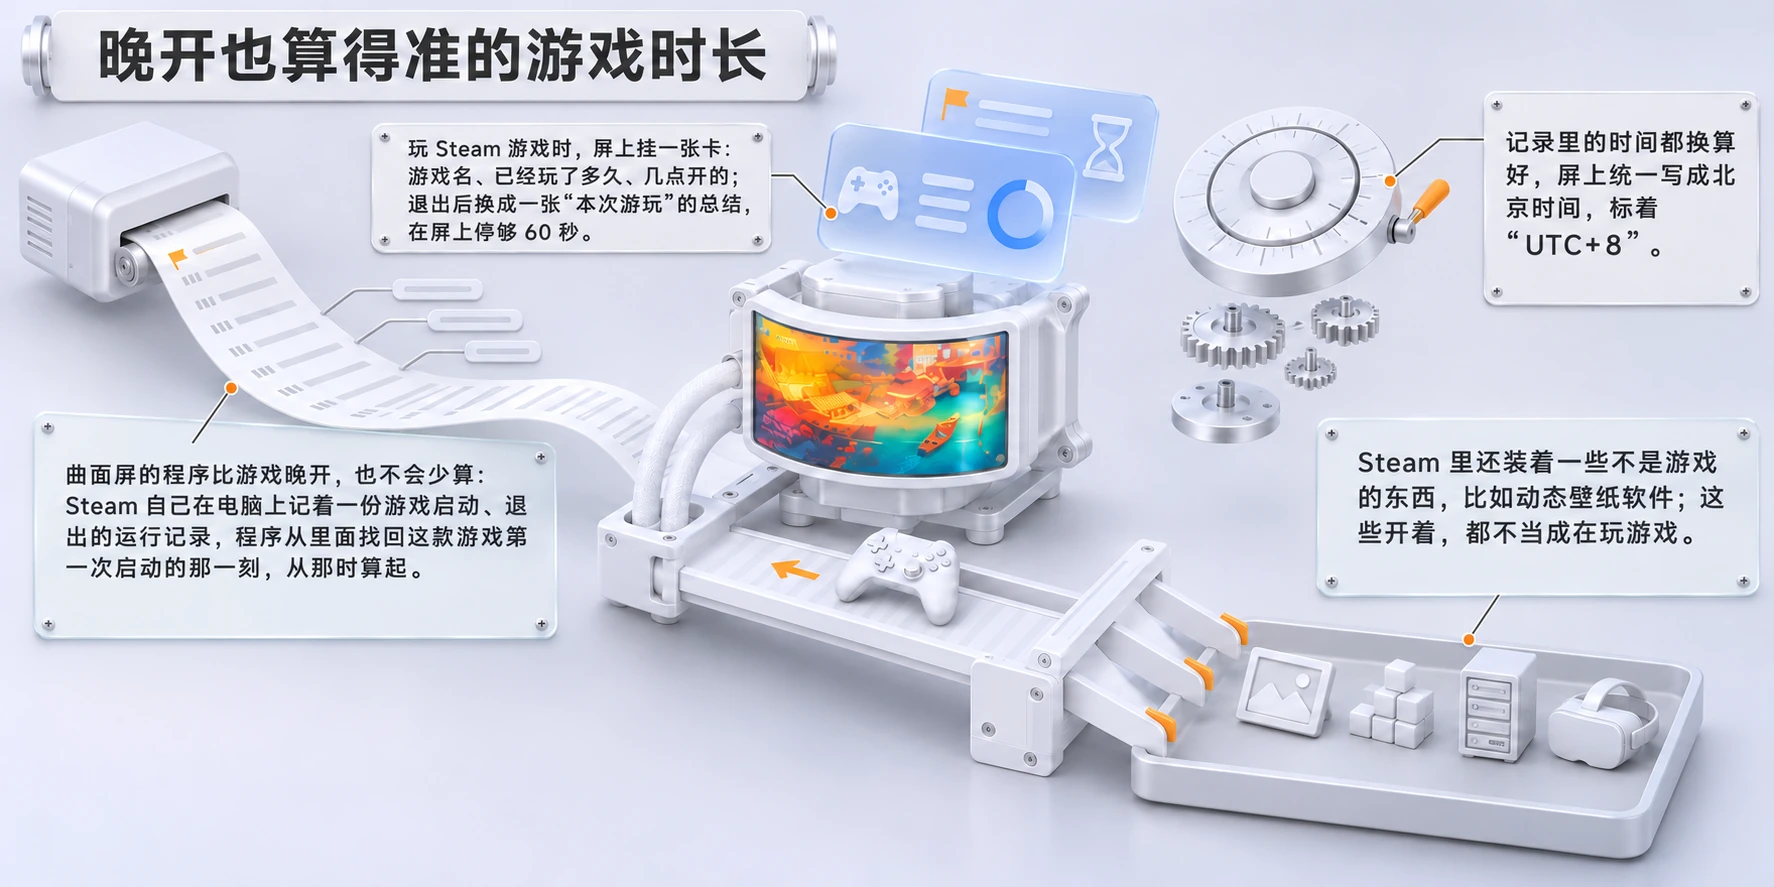 晚开也算得准的游戏时长
玩 Steam 游戏时，屏上挂一张卡：
游戏名、已经玩了多久、几点开的；
退出后换成一张“本次游玩”的总结，
在屏上停够 60 秒。
记录里的时间都换算
好，屏上统一写成北
京时间，标着
“UTC+8”。
曲面屏的程序比游戏晚开，也不会少算：
Steam 自己在电脑上记着一份游戏启动、退
出的运行记录，程序从里面找回这款游戏第
一次启动的那一刻，从那时算起。
Steam 里还装着一些不是游戏
的东西，比如动态壁纸软件；这
些开着，都不当成在玩游戏。